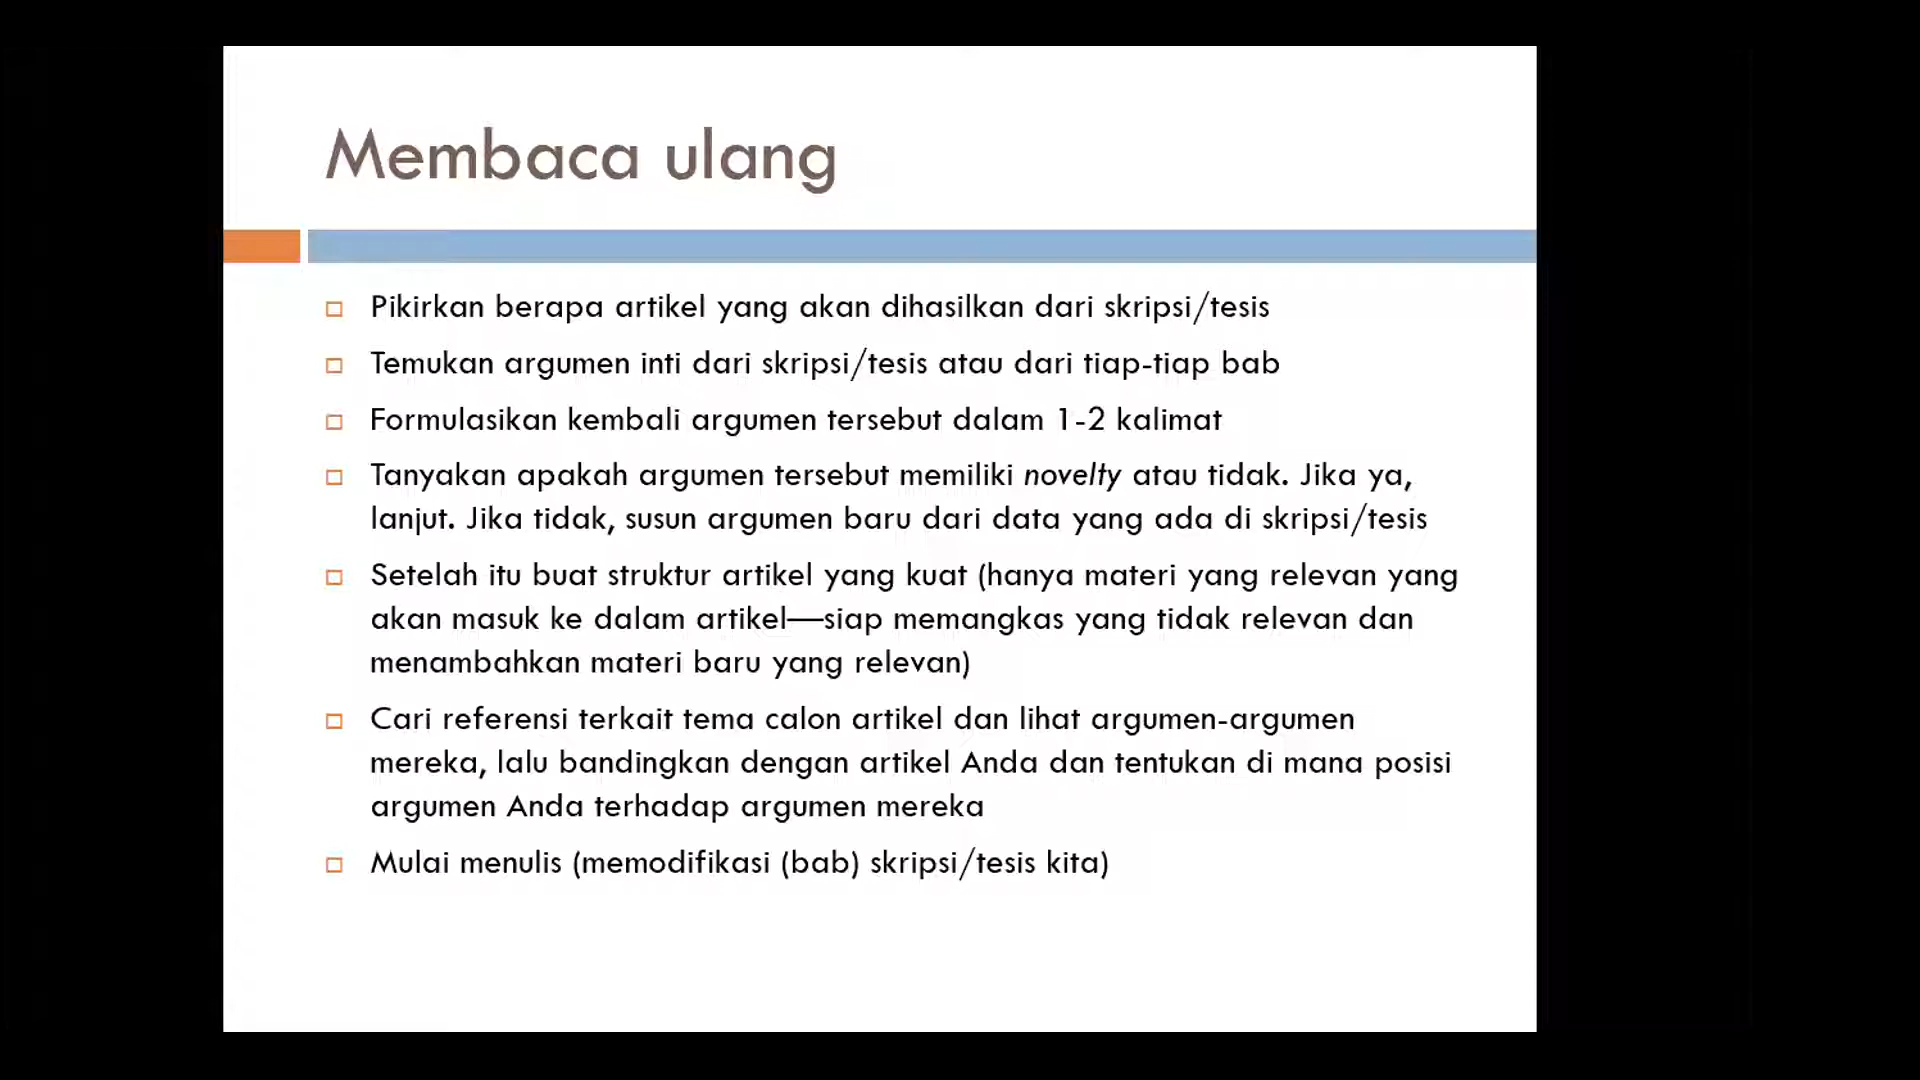 Membaca ulang
Pikirkan berapa artikel yang akan dihasilkan dari skripsi/tesis
Temukan argumen inti dari skripsi/tesis atau dari tiap-tiap bab
Formulasikan kembali argumen tersebut dalam 1-2 kalimat
Tanyakan apakah argumen tersebut memiliki novelty atau tidak. Jika ya,
lanjut. Jika tidak, susun argumen baru dari data yang ada di skripsi/tesis
Setelah itu buat struktur artikel yang kuat (hanya materi yang relevan yang
akan masuk ke dalam artikel—siap memangkas yang tidak relevan dan
menambahkan materi baru yang relevan)
Cari referensi terkait tema calon artikel dan lihat argumen-argumen
mereka, lalu bandingkan dengan artikel Anda dan tentukan di mana posisi
argumen Anda terhadap argumen mereka
Mulai menulis (memodifikasi (bab) skripsi/tesis kita)